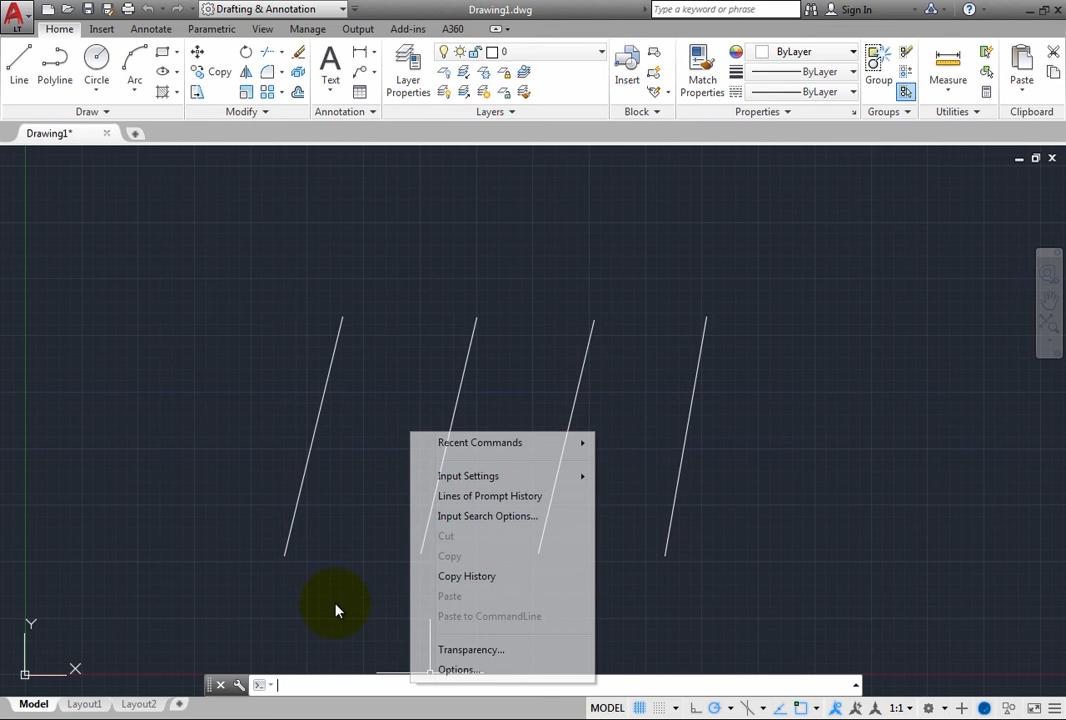 LT
Drafting & Annotation
Drawing1.dwg
Type a keyword or phrase
Sign In
Home Insert Annotate Parametric View Manage Output Add-ins A360
Line Polyline Circle Arc
Copy
Text
Layer Properties
0
Insert
Match Properties
ByLayer
ByLayer
ByLayer
Group
Measure
Paste
Draw Modify Annotation Layers Block Properties Groups Utilities Clipboard
Drawing1*
Recent Commands
Input Settings
Lines of Prompt History
Input Search Options...
Cut
Copy
Copy History
Paste
Paste to CommandLine
Transparency...
Options...
Y
X
Model Layout1 Layout2
MODEL
1:1